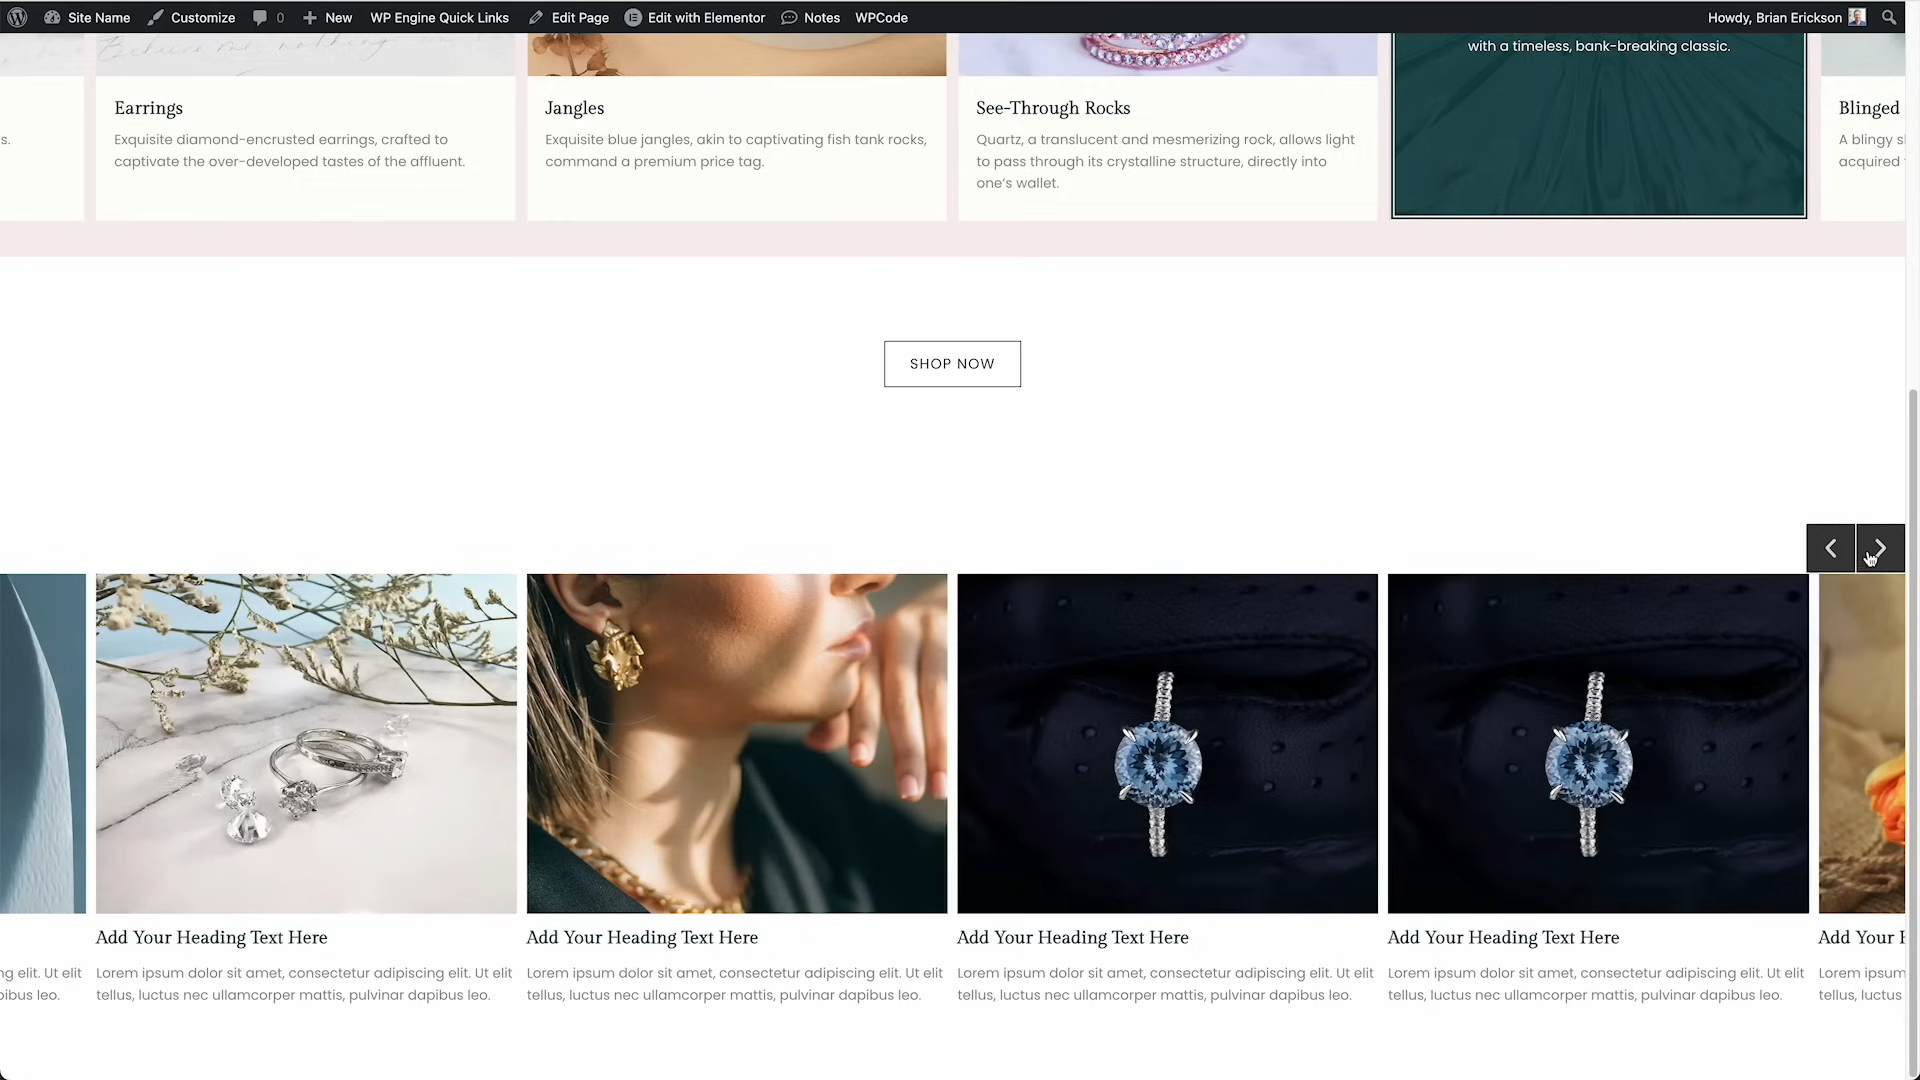 Site Name Customize 0 New WP Engine Quick Links Edit Page Edit with Elementor Notes WPCode Howdy, Brian Erickson
Believe me, nothing
with a timeless, bank-breaking classic.
Earrings
Exquisite diamond-encrusted earrings, crafted to
captivate the over-developed tastes of the affluent.
Jangles
Exquisite blue jangles, akin to captivating fish tank rocks,
command a premium price tag.
See-Through Rocks
Quartz, a translucent and mesmerizing rock, allows light
to pass through its crystalline structure, directly into
one's wallet.
Blinged
A blingy
acquired
s.
SHOP NOW
Add Your Heading Text Here
Lorem ipsum dolor sit amet, consectetur adipiscing elit. Ut elit
tellus, luctus nec ullamcorper mattis, pulvinar dapibus leo.
Add Your Heading Text Here
Lorem ipsum dolor sit amet, consectetur adipiscing elit. Ut elit
tellus, luctus nec ullamcorper mattis, pulvinar dapibus leo.
Add Your Heading Text Here
Lorem ipsum dolor sit amet, consectetur adipiscing elit. Ut elit
tellus, luctus nec ullamcorper mattis, pulvinar dapibus leo.
Add Your Heading Text Here
Lorem ipsum dolor sit amet, consectetur adipiscing elit. Ut elit
tellus, luctus nec ullamcorper mattis, pulvinar dapibus leo.
Add Your
Lorem ipsum
tellus, luctus
elit. Ut elit
leo.